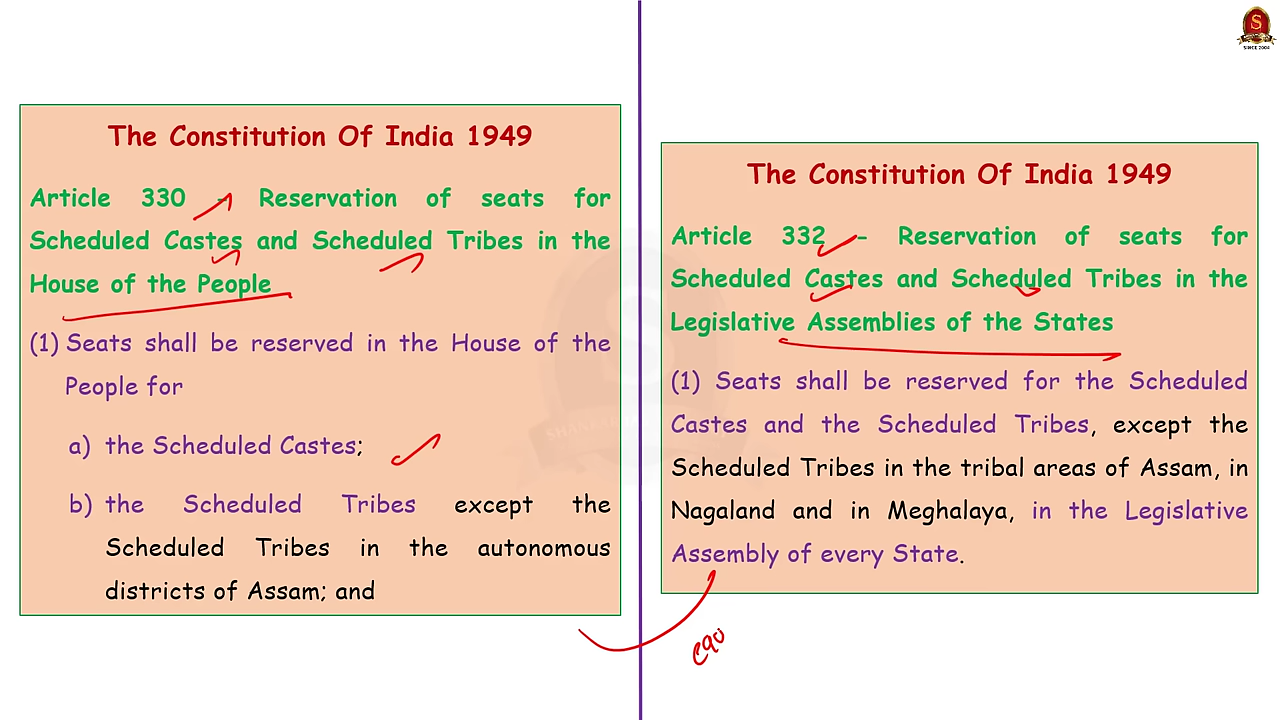 The Constitution Of India 1949
Article 330 - Reservation of seats for
Scheduled Castes and Scheduled Tribes in the
House of the People
(1) Seats shall be reserved in the House of the
People for
a) the Scheduled Castes;
b) the Scheduled Tribes except the
Scheduled Tribes in the autonomous
districts of Assam; and
The Constitution Of India 1949
Article 332 - Reservation of seats for
Scheduled Castes and Scheduled Tribes in the
Legislative Assemblies of the States
(1) Seats shall be reserved for the Scheduled
Castes and the Scheduled Tribes, except the
Scheduled Tribes in the tribal areas of Assam, in
Nagaland and in Meghalaya, in the Legislative
Assembly of every State.
S
SINCE 2004